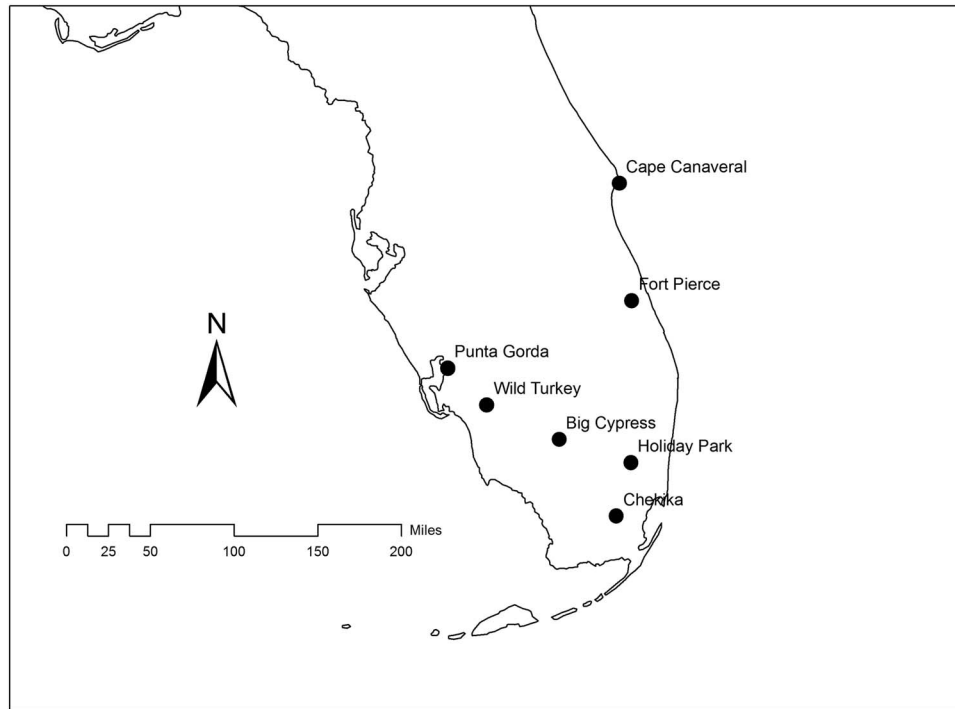 Cape Canaveral
Fort Pierce
N
Punta Gorda
Wild Turkey
Big Cypress
Holiday Park
Chekika
Miles
0 25 50 100 150 200